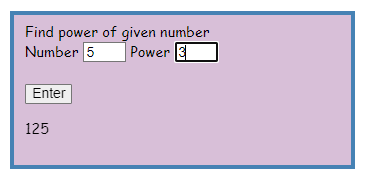 Find power of given number
Number 5 Power 3
Enter
125